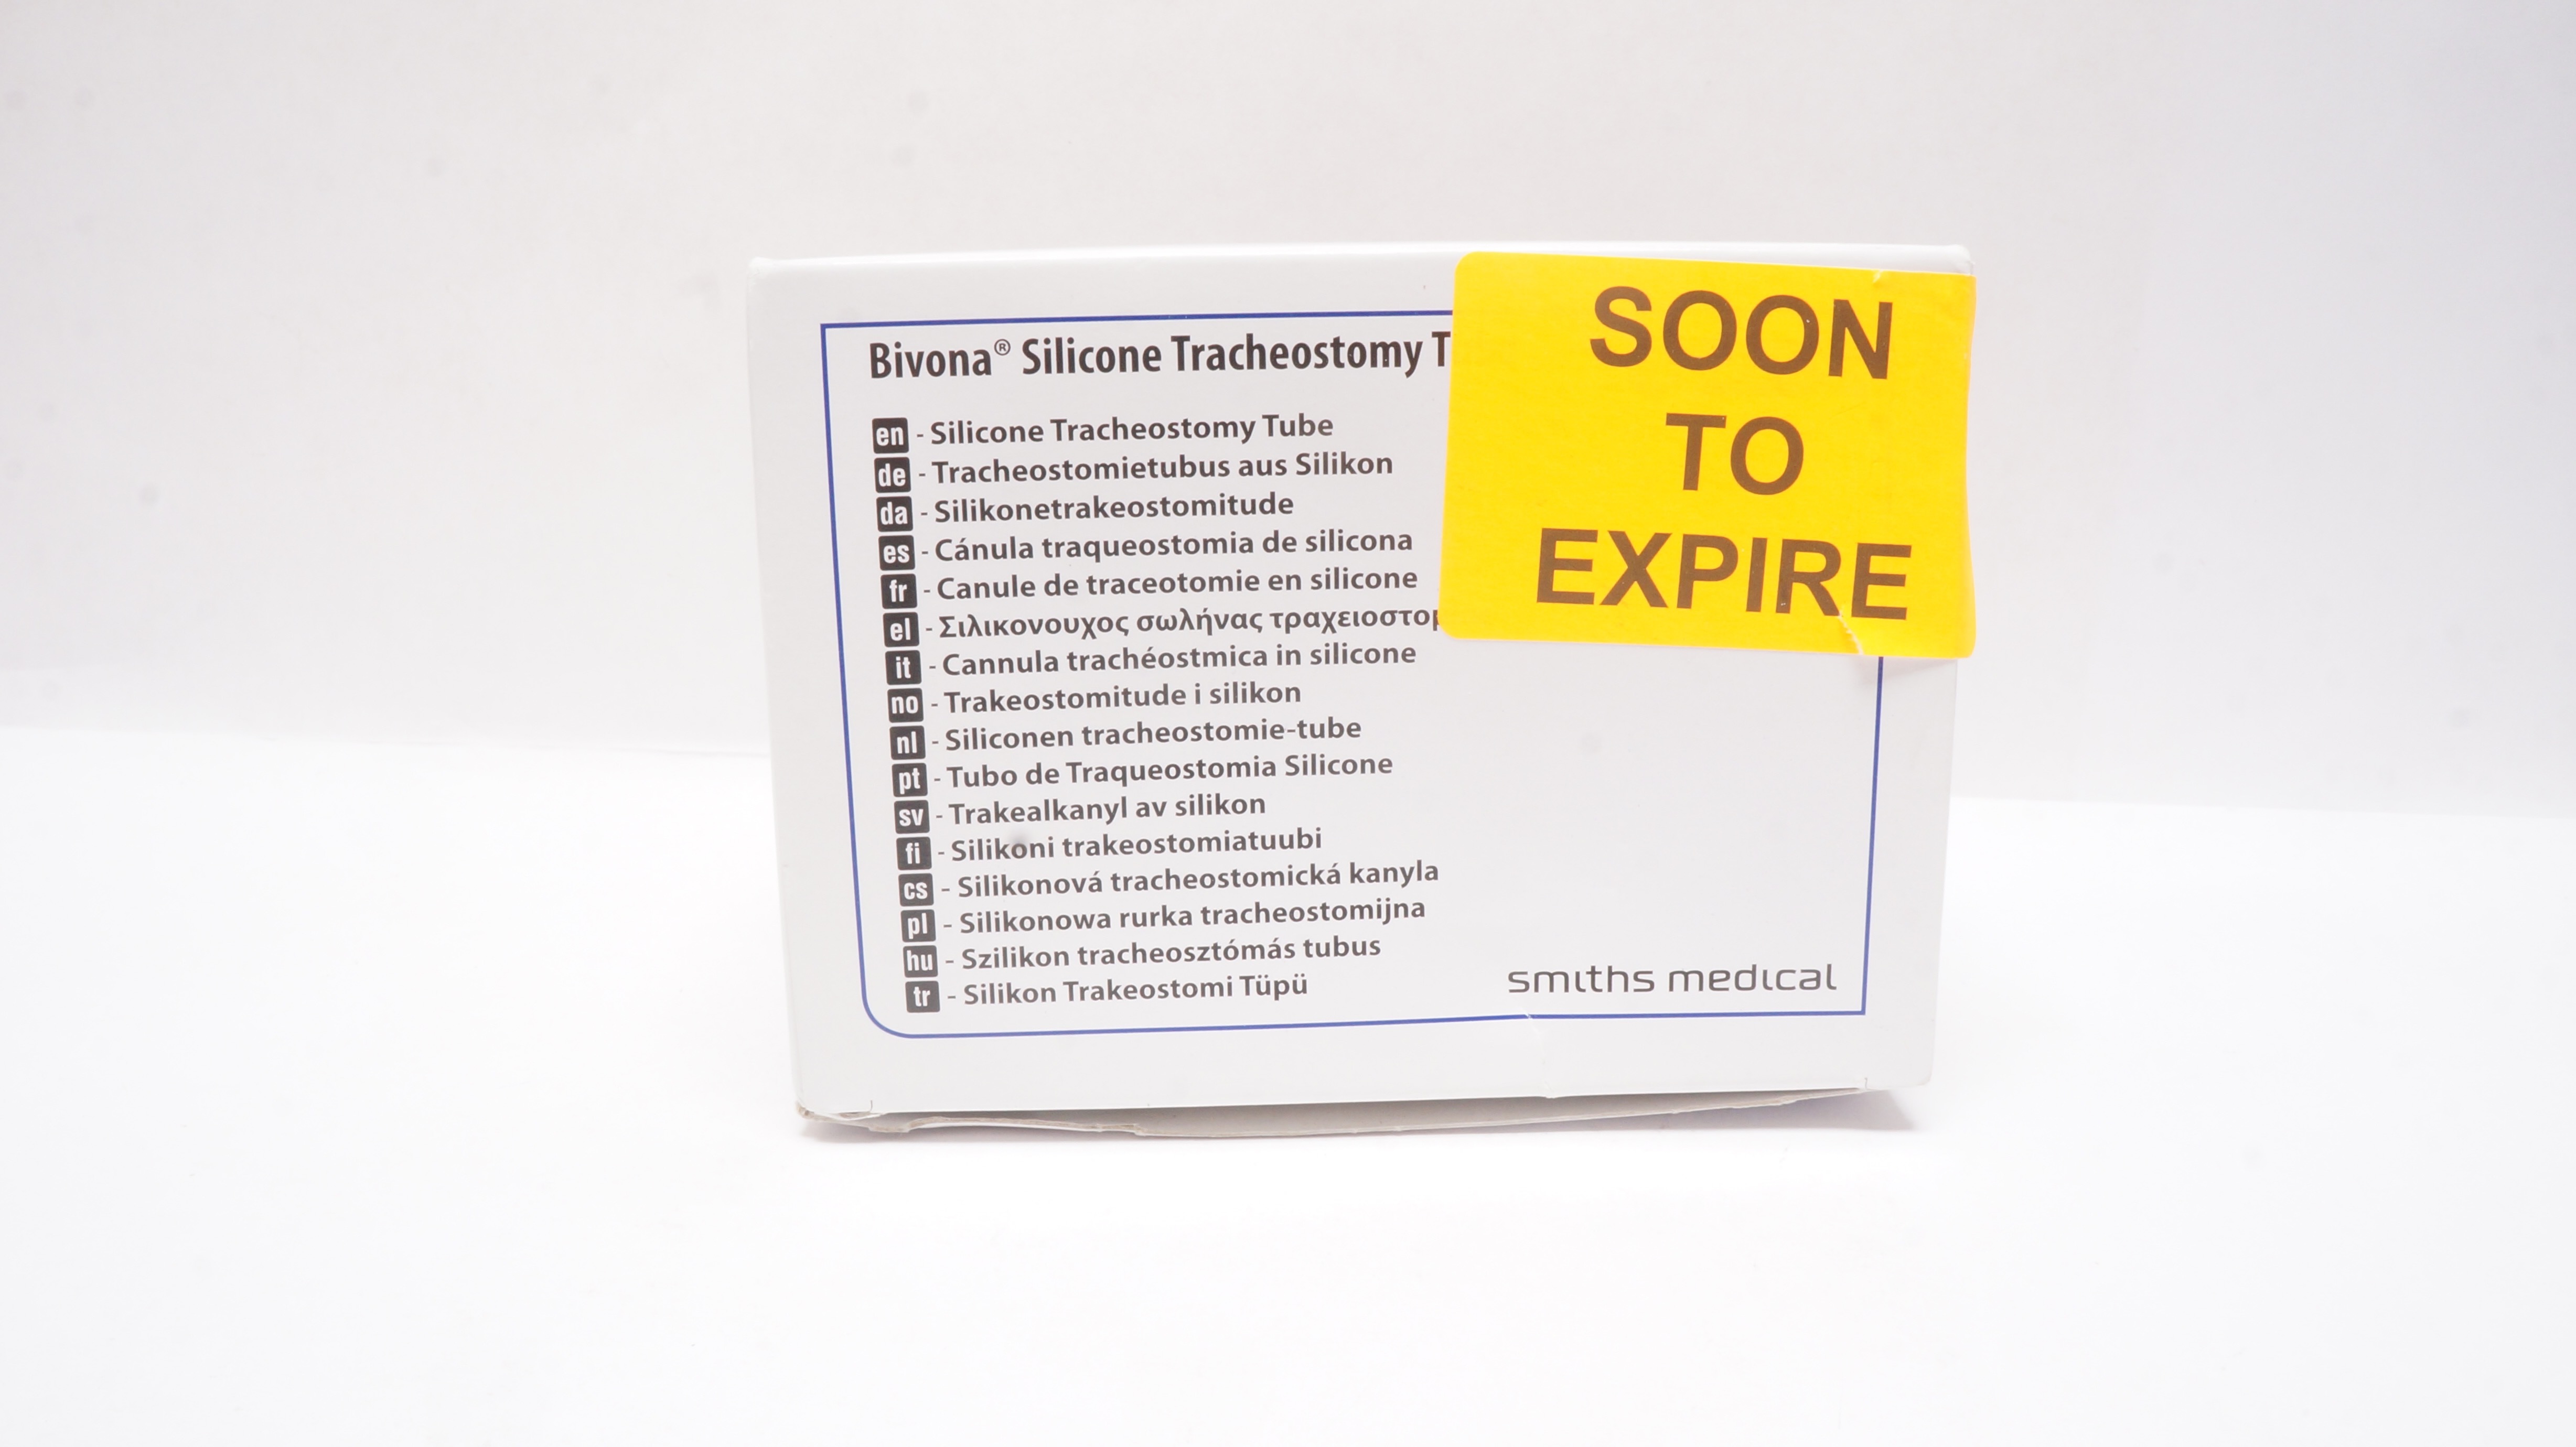 Bivona® Silicone Tracheostomy T
SOON
TO
EXPIRE
en - Silicone Tracheostomy Tube
de - Tracheostomietubus aus Silikon
da - Silikonetrakeostomitude
es - Cánula traqueostomia de silicona
fr - Canule de traceotomie en silicone
el - Σιλικονουχος σωλήνας
it - Cannula trachéostmica in silicone
no - Trakeostomitude i silikon
nl - Siliconen tracheostomie-tube
pt - Tubo de Traqueostomia Silicone
sv - Trakealkanyl av silikon
fi - Silikoni trakeostomiatuubi
cs - Silikonová tracheostomická kanyla
pl - Silikonowa rurka tracheostomijna
hu - Szilikon tracheosztómás tubus
tr - Silikon Trakeostomi Tüpü
smiths medical